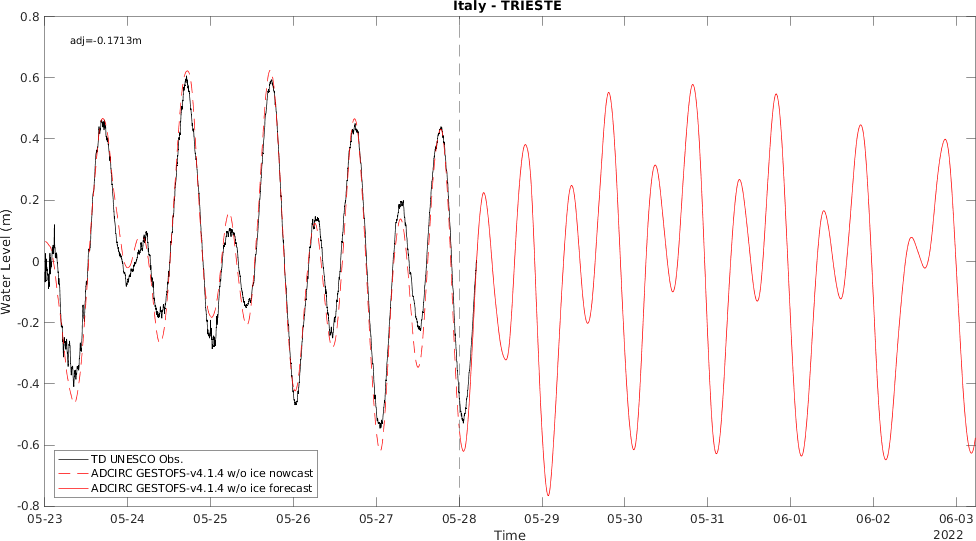 Italy - TRIESTE
adj=-0.1713m
Water Level (m)
0.8
0.6
0.4
0.2
0
-0.2
-0.4
-0.6
-0.8
TD UNESCO Obs.
ADCIRC GESTOFS-v4.1.4 w/o ice nowcast
ADCIRC GESTOFS-v4.1.4 w/o ice forecast
05-23 05-24 05-25 05-26 05-27 05-28 05-29 05-30 05-31 06-01 06-02 06-03
Time
2022